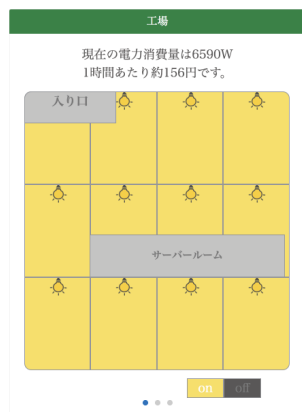 工場
現在の電力消費量は6590W
1時間あたり約156円です。
入り口
サーバールーム
on off